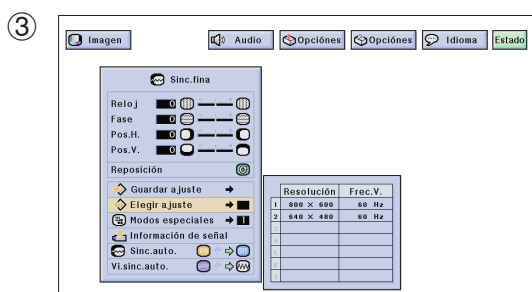 3
Imagen Audio Opciónes Opciónes Idioma Estado
Sinc.fina
Reloj 0
Fase 0
Pos.H. 0
Pos.V. 0
Reposición
Guardar ajuste
Elegir ajuste
Modos especiales 1
Información de señal
Sinc.auto.
Vi.sinc.auto.
Resolución Frec.V.
1 800 × 600 60 Hz
2 640 × 480 60 Hz
3
4
5
6
7